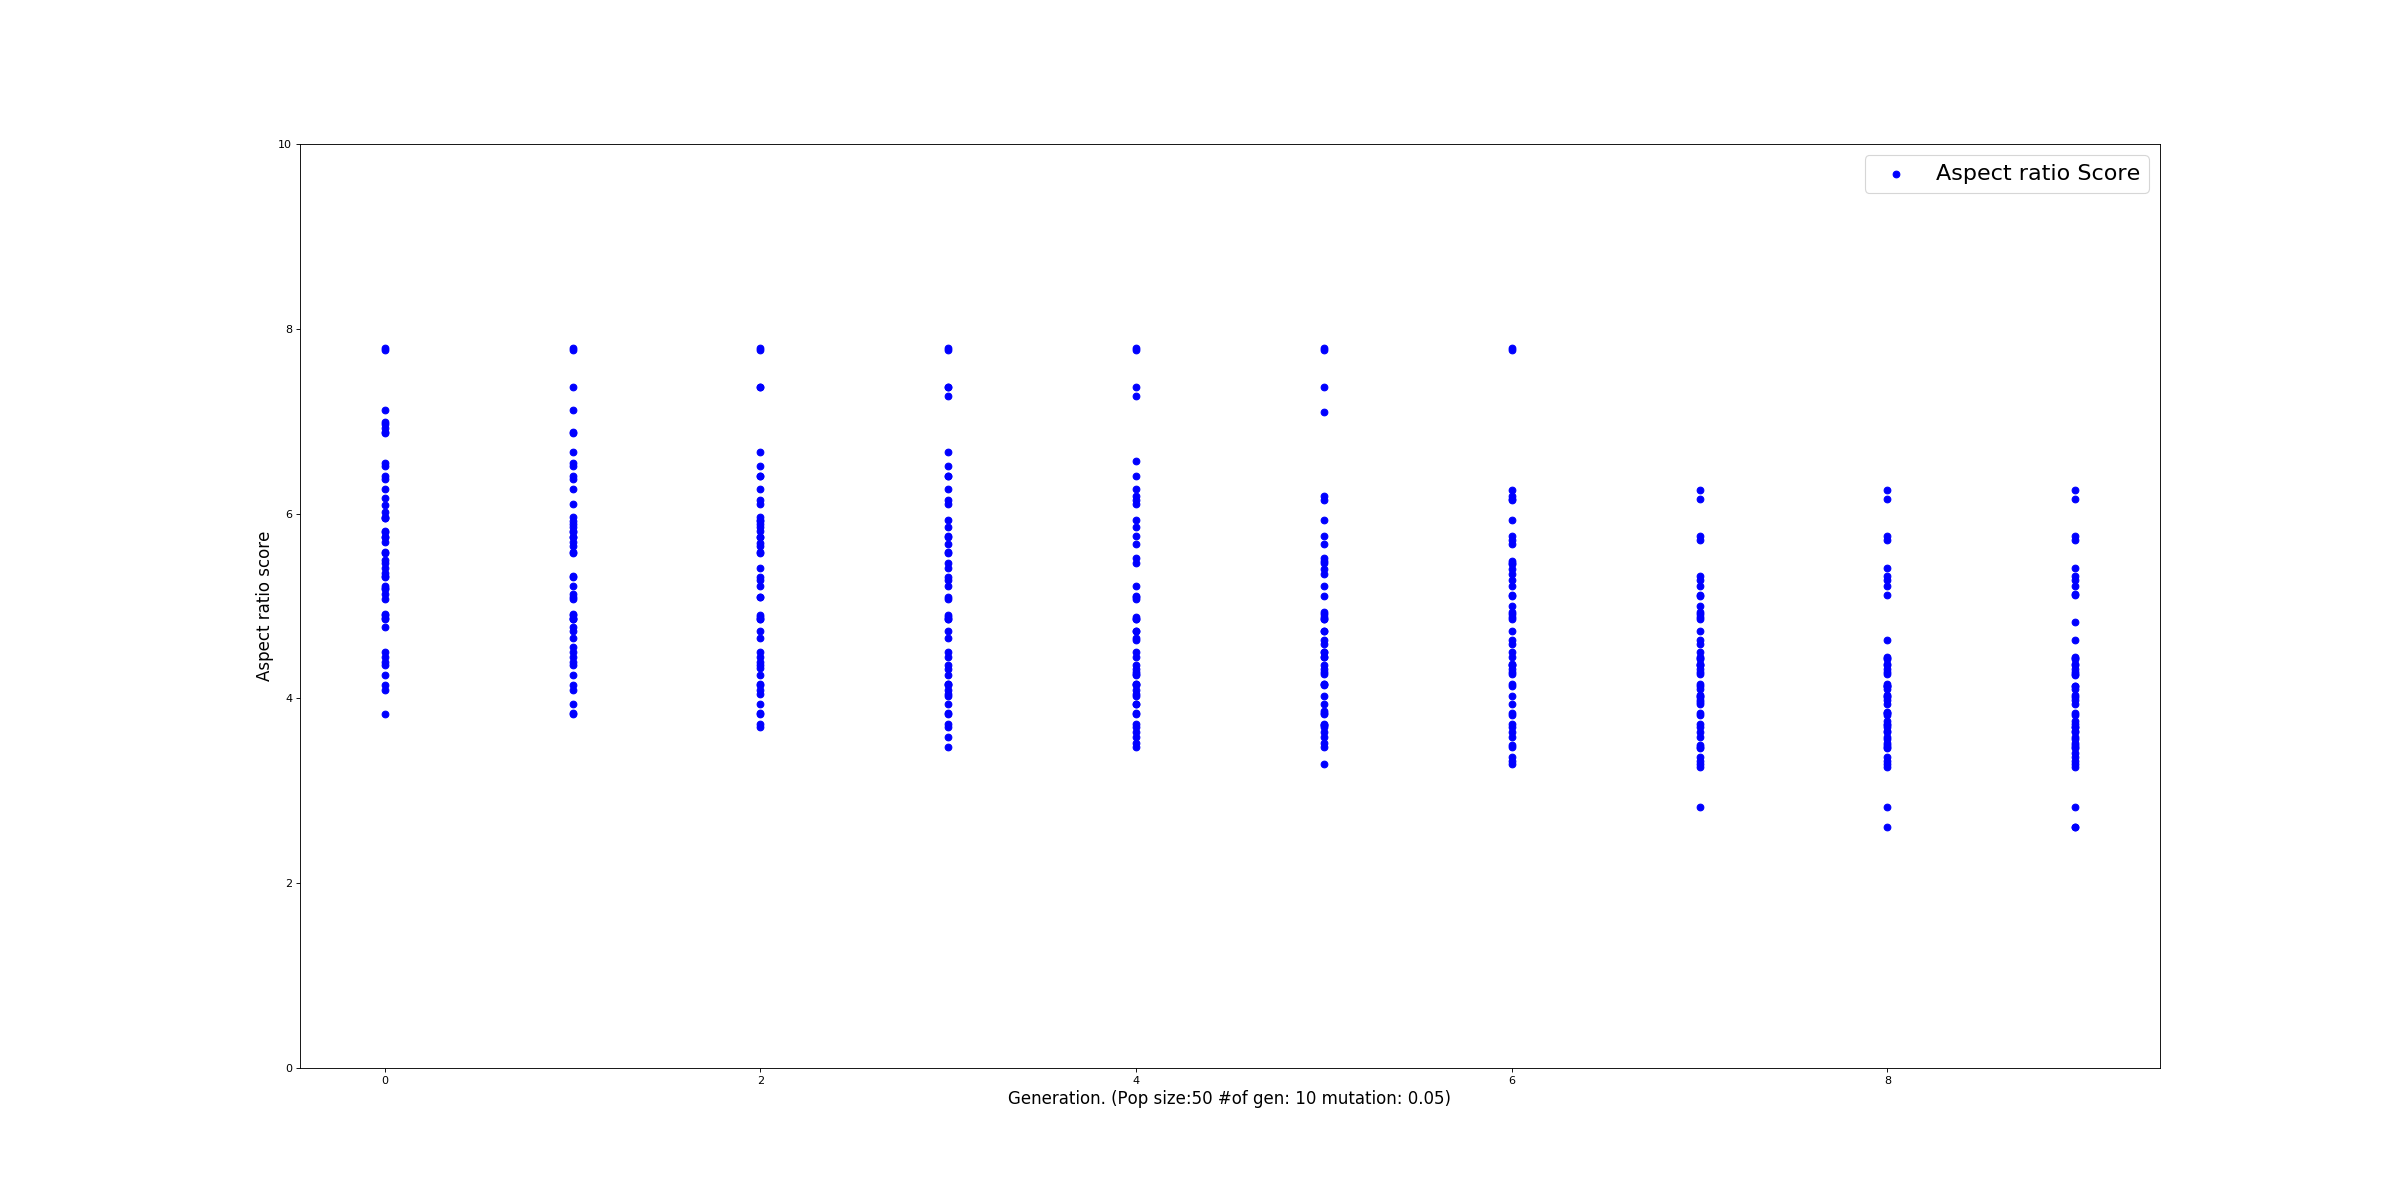 Aspect ratio Score
10
8
6
4
2
0
Aspect ratio score
0 2 4 6 8
Generation. (Pop size:50 #of gen: 10 mutation: 0.05)